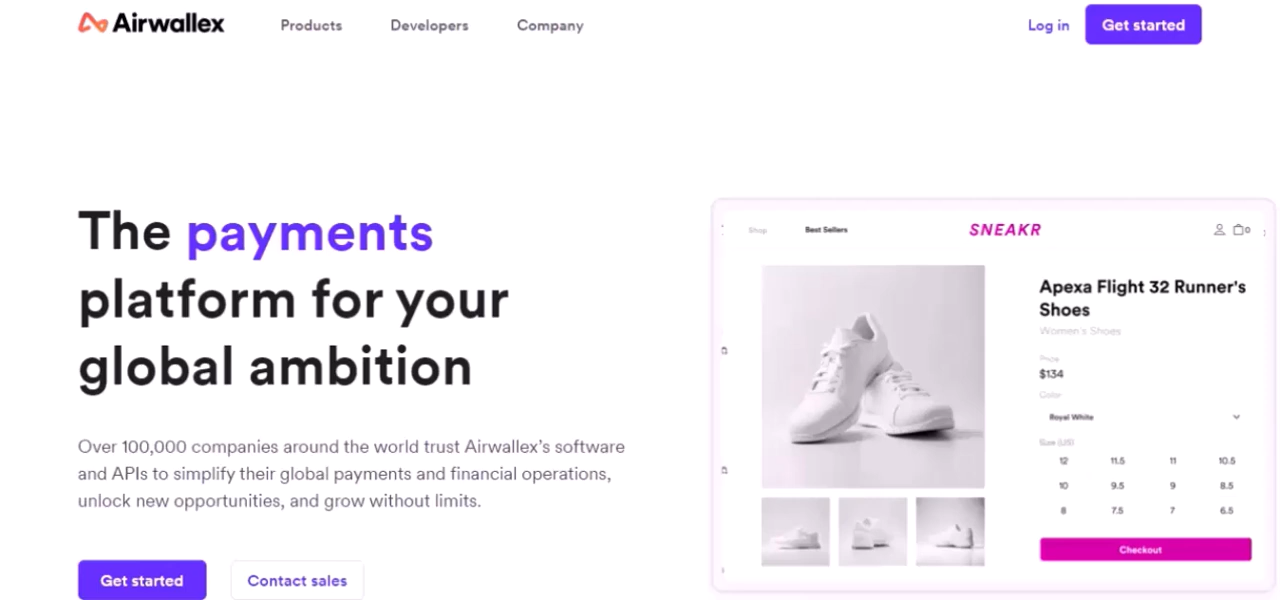 Airwallex
Products Developers Company
Log in Get started
The payments
platform for your
global ambition
Over 100,000 companies around the world trust Airwallex's software
and APIs to simplify their global payments and financial operations,
unlock new opportunities, and grow without limits.
Get started Contact sales
Shop Best Sellers SNEAKR 0
Apexa Flight 32 Runner's
Shoes
Women's Shoes
Price
$134
Color
Royal White
Size (US)
12 11.5 11 10.5
10 9.5 9 8.5
8 7.5 7 6.5
Checkout